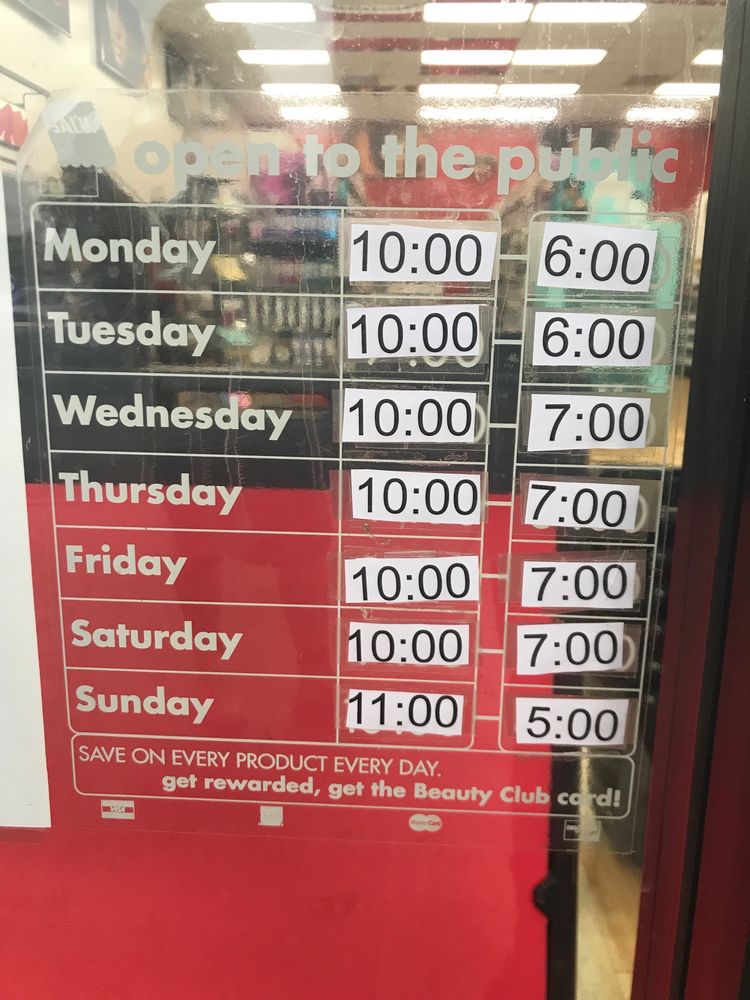 open to the public
Monday 10:00 - 6:00
Tuesday 10:00 - 6:00
Wednesday 10:00 - 7:00
Thursday 10:00 - 7:00
Friday 10:00 - 7:00
Saturday 10:00 - 7:00
Sunday 11:00 - 5:00
SAVE ON EVERY PRODUCT EVERY DAY.
get rewarded, get the Beauty Club card!
VISA MasterCard